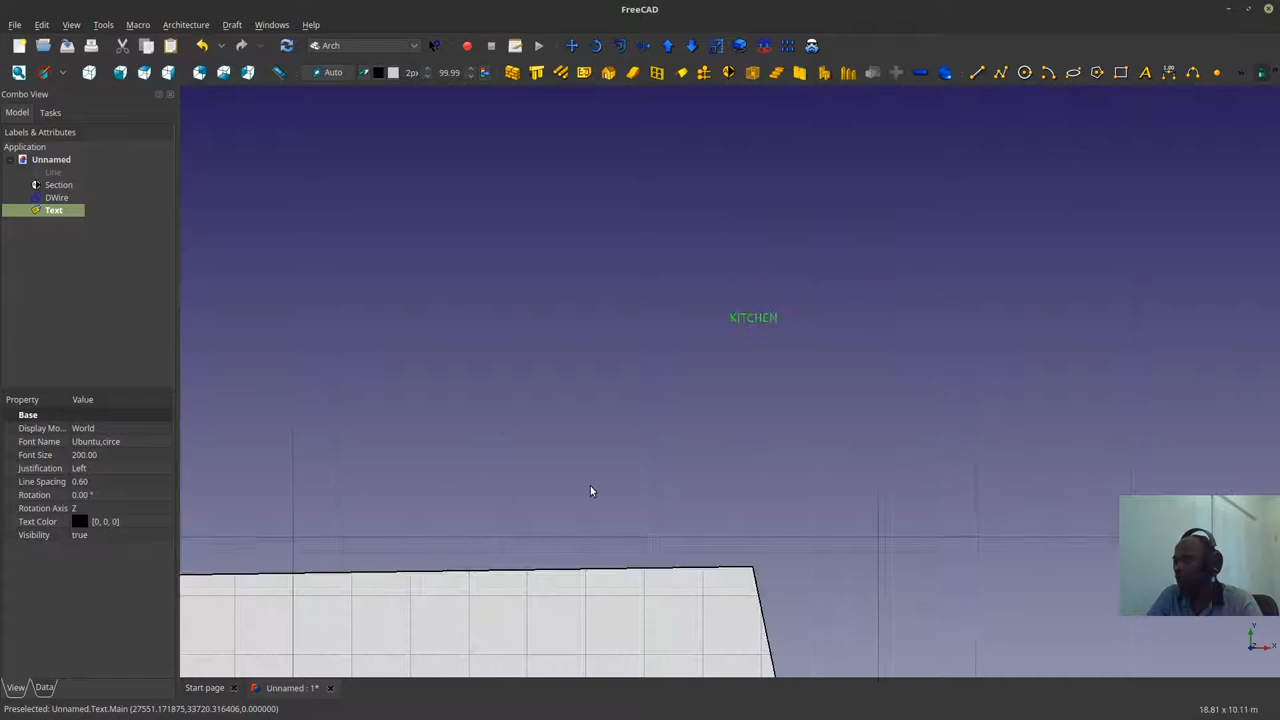 FreeCAD
File Edit View Tools Macro Architecture Draft Windows Help
Arch
Auto 2px 99.99
Combo View
Model Tasks
Labels & Attributes
Application
Unnamed
Line
Section
DWire
Text
KITCHEN
Property Value
Base
Display Mo... World
Font Name Ubuntu,circe
Font Size 200.00
Justification Left
Line Spacing 0.60
Rotation 0.00 °
Rotation Axis Z
Text Color [0, 0, 0]
Visibility true
Y
Z X
View Data
Start page Unnamed : 1*
Preselected: Unnamed.Text.Main (27551.171875,33720.316406,0.000000)
18.81 x 10.11 m